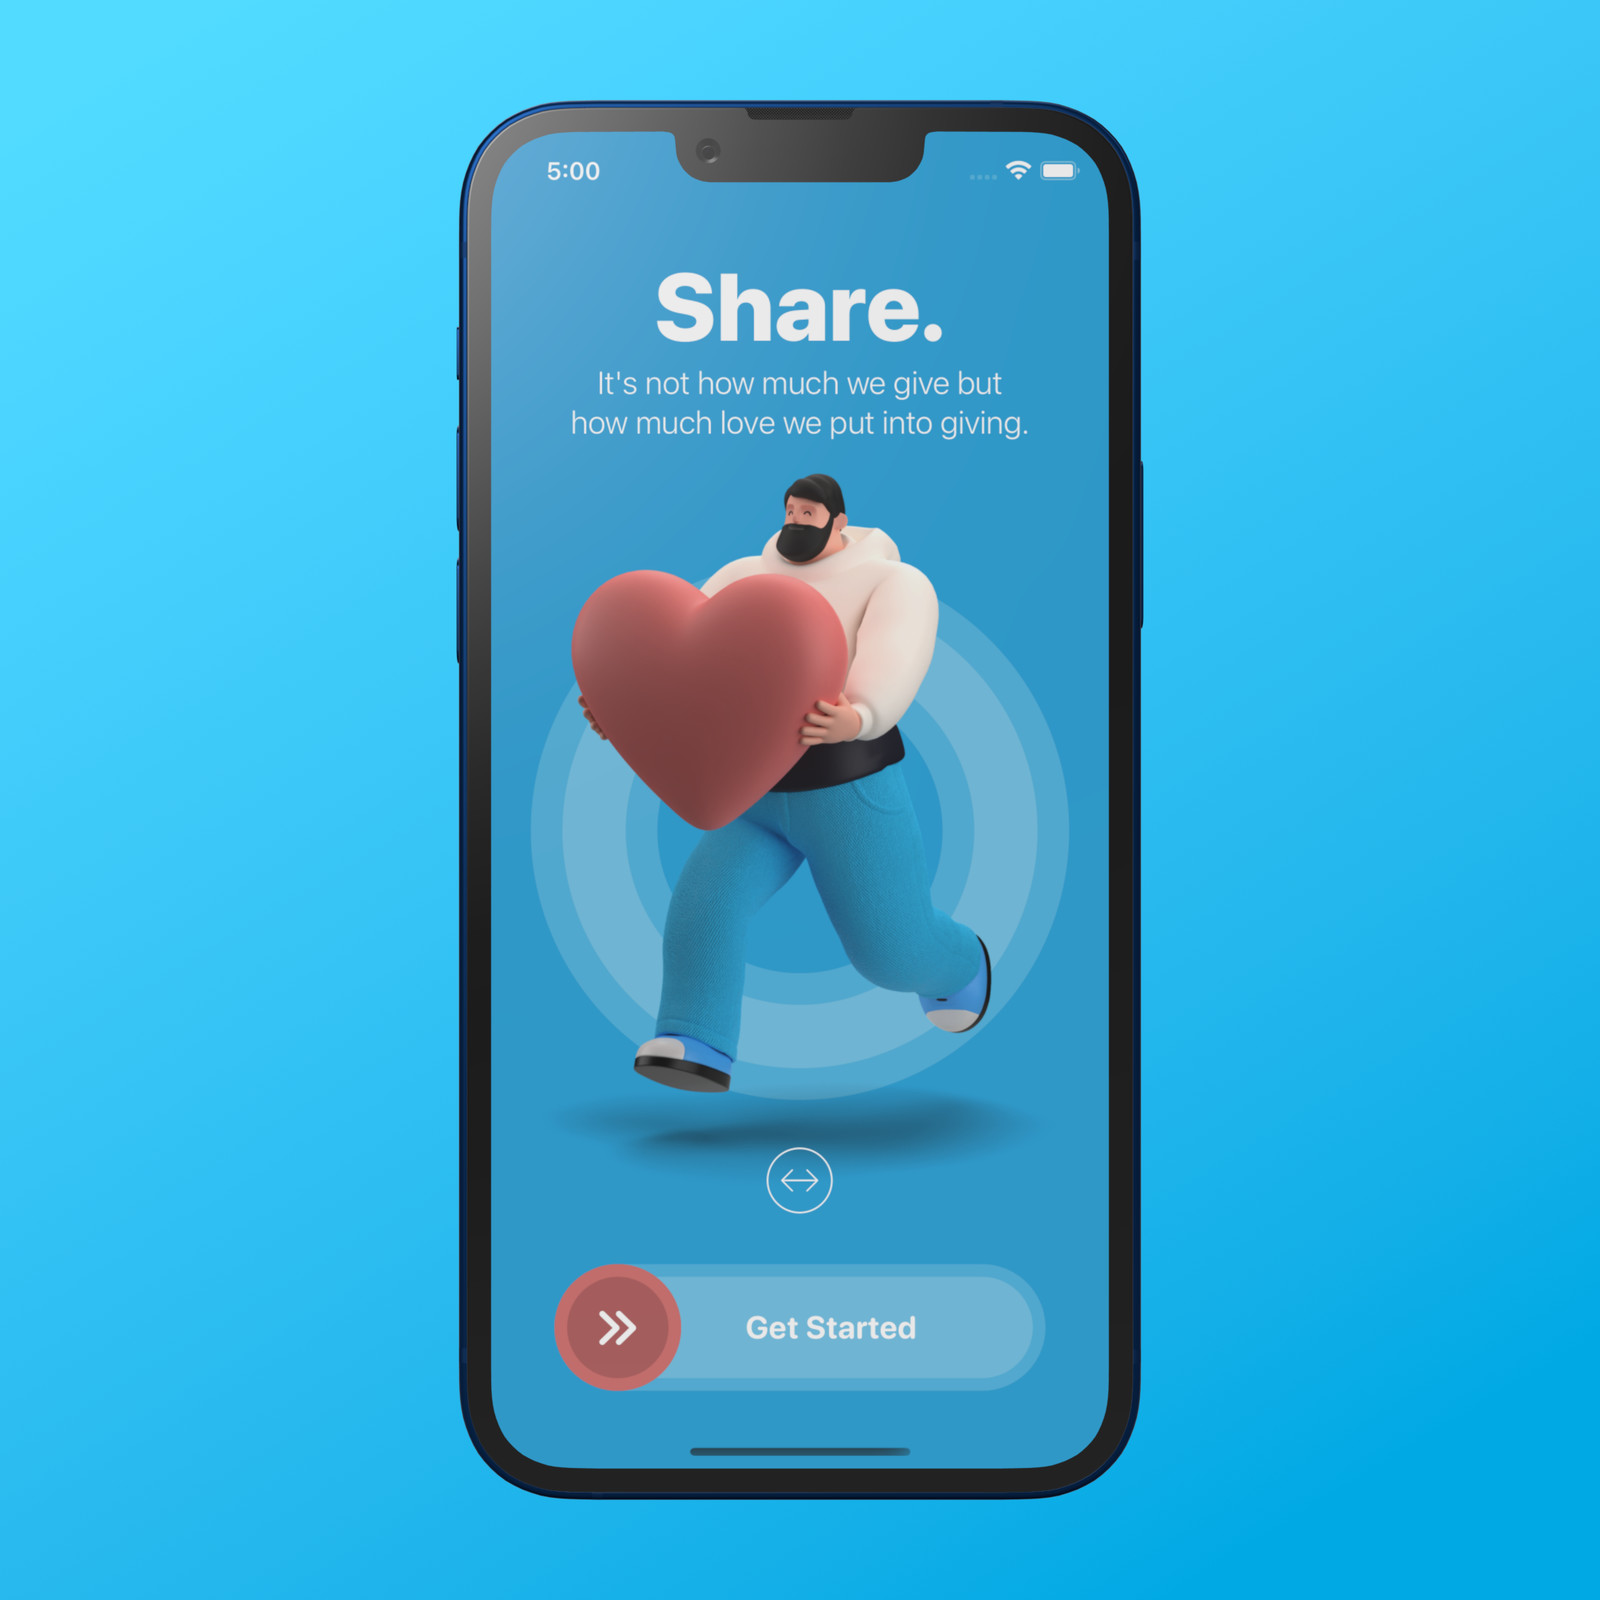 5:00
Share.
It's not how much we give but
how much love we put into giving.
Get Started